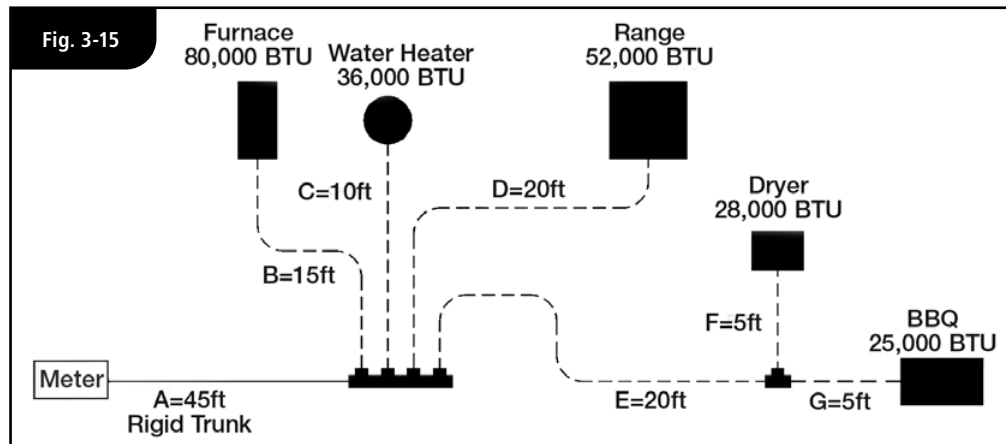 Fig. 3-15
Furnace
80,000 BTU
Water Heater
36,000 BTU
Range
52,000 BTU
C=10ft
D=20ft
Dryer
28,000 BTU
B=15ft
F=5ft
BBQ
25,000 BTU
Meter
A=45ft
Rigid Trunk
E=20ft
G=5ft